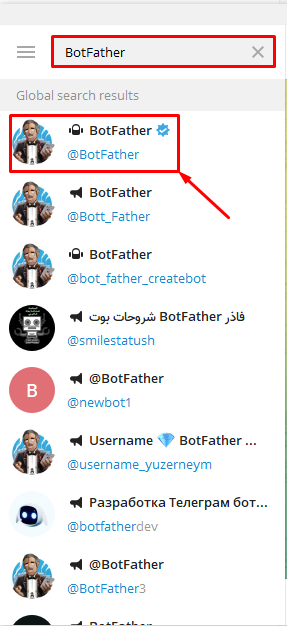 BotFather
Global search results
BotFather
@BotFather
BotFather
@Bott_Father
BotFather
@bot_father_createbot
فاذر BotFather شروحات بوت
@smilestatush
B
@BotFather
@newbot1
Username 💎 BotFather ...
@username_yuzerneym
Разработка Телеграм бот...
@botfatherdev
@BotFather
@BotFather3
BotFather